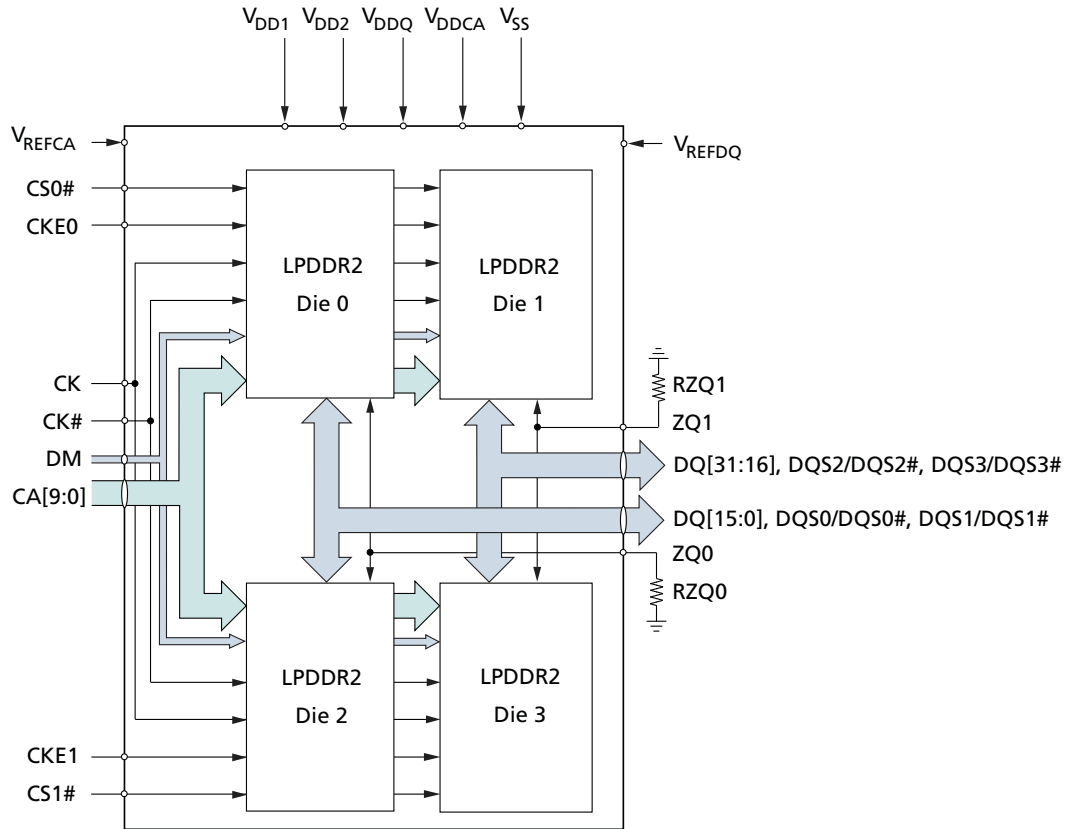 VDD1 VDD2 VDDQ VDDCA VSS
VREFCA
VREFDQ
CS0#
CKE0
LPDDR2
Die 0
LPDDR2
Die 1
CK
CK#
DM
CA[9:0]
RZQ1
ZQ1
DQ[31:16], DQS2/DQS2#, DQS3/DQS3#
DQ[15:0], DQS0/DQS0#, DQS1/DQS1#
ZQ0
RZQ0
LPDDR2
Die 2
LPDDR2
Die 3
CKE1
CS1#